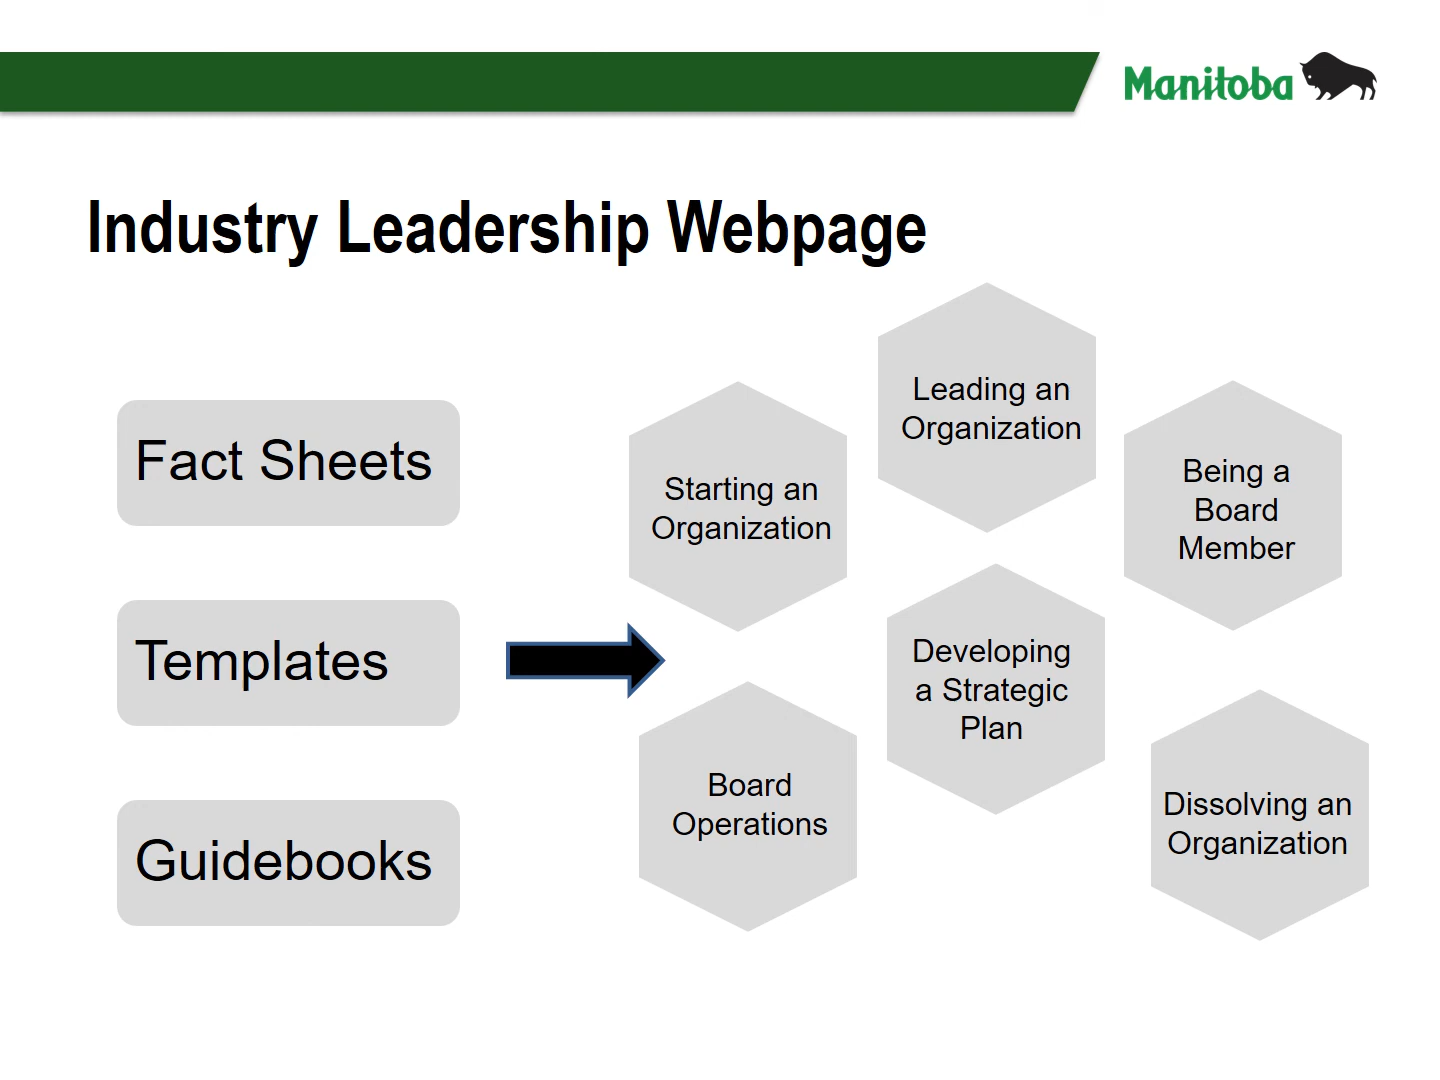 Manitoba
Industry Leadership Webpage
Fact Sheets
Templates
Guidebooks
Starting an
Organization
Leading an
Organization
Being a
Board
Member
Board
Operations
Developing
a Strategic
Plan
Dissolving an
Organization